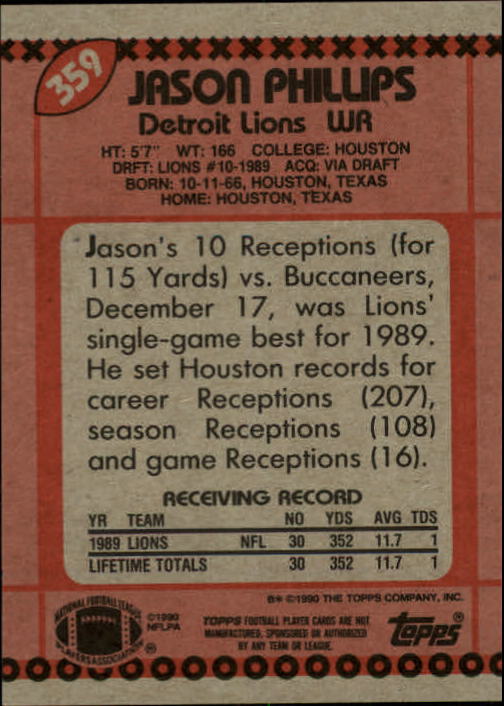 359
JASON PHILLIPS
Detroit Lions WR
HT: 5'7" WT: 166 COLLEGE: HOUSTON
DRFT: LIONS #10-1989 ACQ: VIA DRAFT
BORN: 10-11-66, HOUSTON, TEXAS
HOME: HOUSTON, TEXAS
Jason's 10 Receptions (for
115 Yards) vs. Buccaneers,
December 17, was Lions'
single-game best for 1989.
He set Houston records for
career Receptions (207),
season Receptions (108)
and game Receptions (16).
RECEIVING RECORD
YR TEAM NO YDS AVG TDS
1989 LIONS NFL 30 352 11.7 1
LIFETIME TOTALS 30 352 11.7 1
B* ©1990 THE TOPPS COMPANY, INC.
NATIONAL FOOTBALL LEAGUE
PLAYERS ASSOCIATION ®
©1990
NFLPA
TOPPS FOOTBALL PLAYER CARDS ARE NOT
MANUFACTURED, SPONSORED OR AUTHORIZED
BY ANY TEAM OR LEAGUE.
topps®